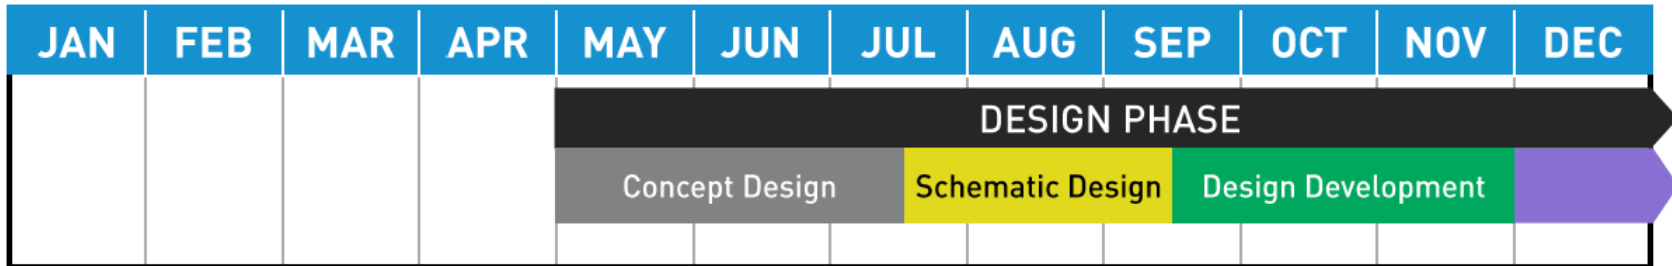 JAN FEB MAR APR MAY JUN JUL AUG SEP OCT NOV DEC
DESIGN PHASE
Concept Design Schematic Design Design Development